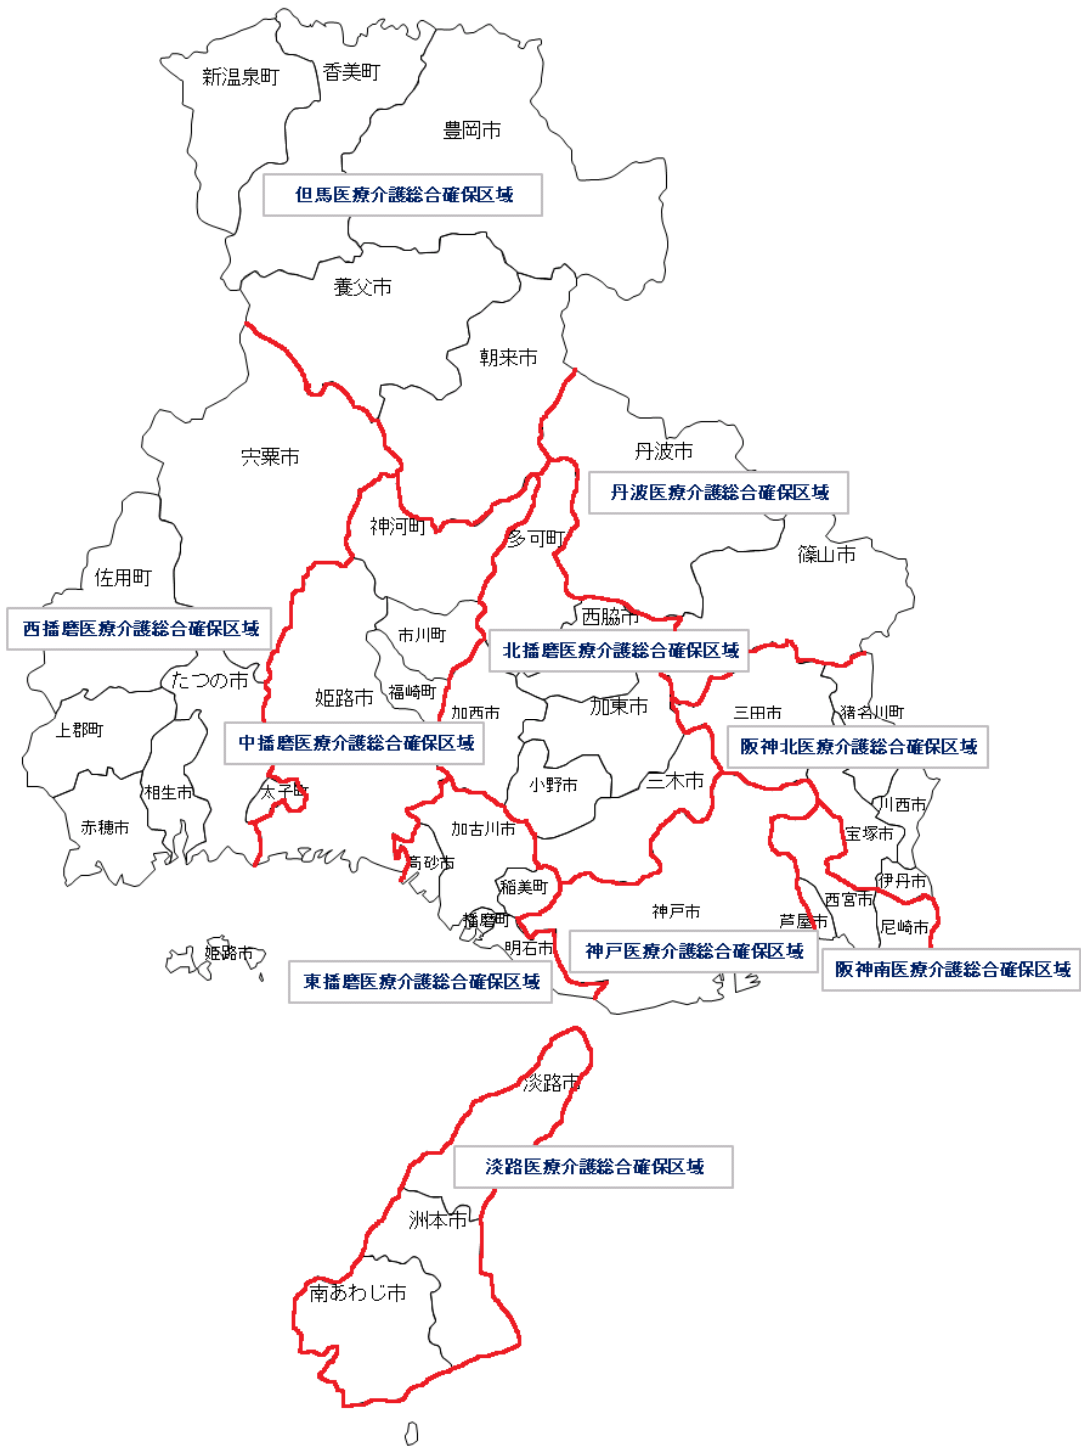 新温泉町
香美町
豊岡市
但馬医療介護総合確保区域
養父市
朝来市
宍粟市
丹波市
丹波医療介護総合確保区域
神河町
多可町
篠山市
佐用町
西脇市
西播磨医療介護総合確保区域
市川町
北播磨医療介護総合確保区域
たつの市
姫路市
福崎町
加西市
加東市
三田市
猪名川町
上郡町
中播磨医療介護総合確保区域
阪神北医療介護総合確保区域
相生市
太子町
小野市
三木市
川西市
赤穂市
加古川市
宝塚市
高砂市
稲美町
伊丹市
西宮市
播磨町
神戸市
芦屋市
尼崎市
明石市
姫路市
神戸医療介護総合確保区域
阪神南医療介護総合確保区域
東播磨医療介護総合確保区域
淡路市
淡路医療介護総合確保区域
洲本市
南あわじ市